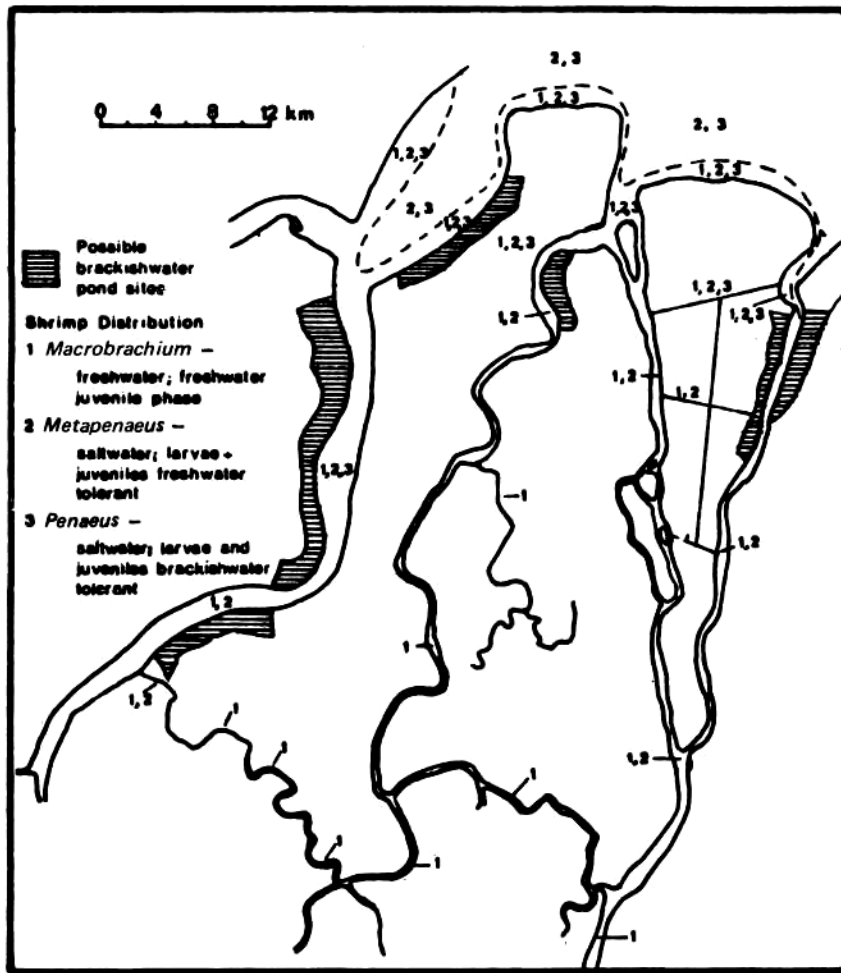 2, 3
0 4 8 12 km
1, 2, 3
2, 3
1, 2, 3
1, 2, 3
2, 3
1,2,3
1,2,3
1, 2, 3
Possible
brackishwater
pond sites
1, 2, 3
1, 2, 3
Shrimp Distribution
1, 2
1 Macrobrachium –
freshwater; freshwater
juvenile phase
1, 2
1, 2
2 Metapenaeus –
saltwater; larvae +
juveniles freshwater
tolerant
1, 2, 3
1
3 Penaeus –
saltwater; larvae and
juveniles brackishwater
tolerant
1, 2
1, 2
1
1, 2
1
1
1, 2
1
1
1
1